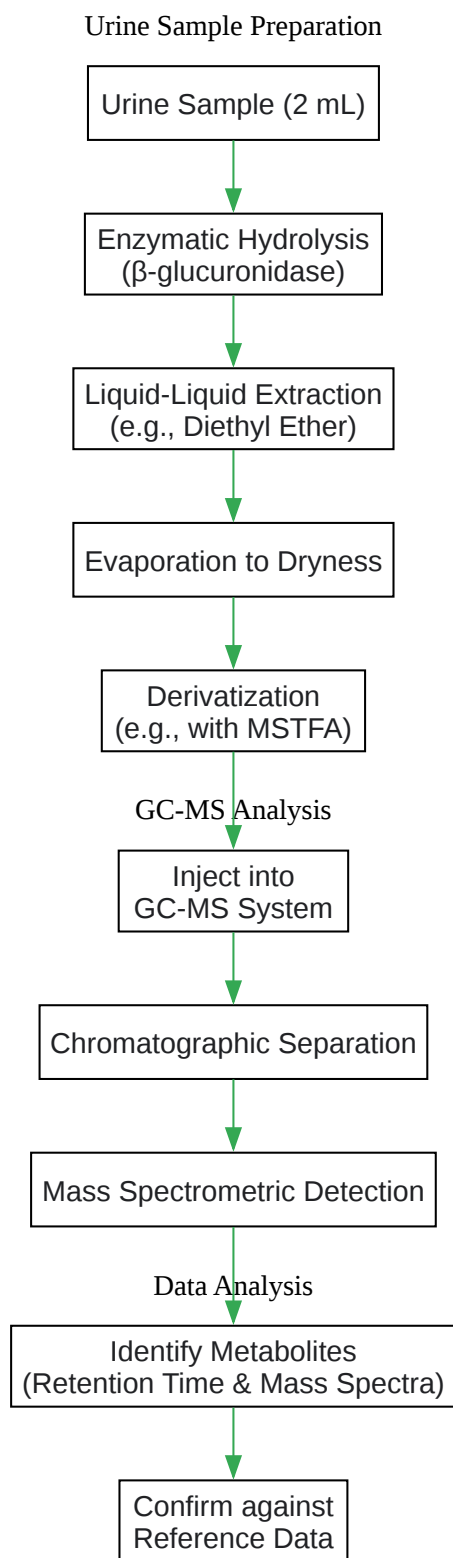 Urine Sample Preparation
Urine Sample (2 mL)
Enzymatic Hydrolysis
(β-glucuronidase)
Liquid-Liquid Extraction
(e.g., Diethyl Ether)
Evaporation to Dryness
Derivatization
(e.g., with MSTFA)
GC-MS Analysis
Inject into
GC-MS System
Chromatographic Separation
Mass Spectrometric Detection
Data Analysis
Identify Metabolites
(Retention Time & Mass Spectra)
Confirm against
Reference Data